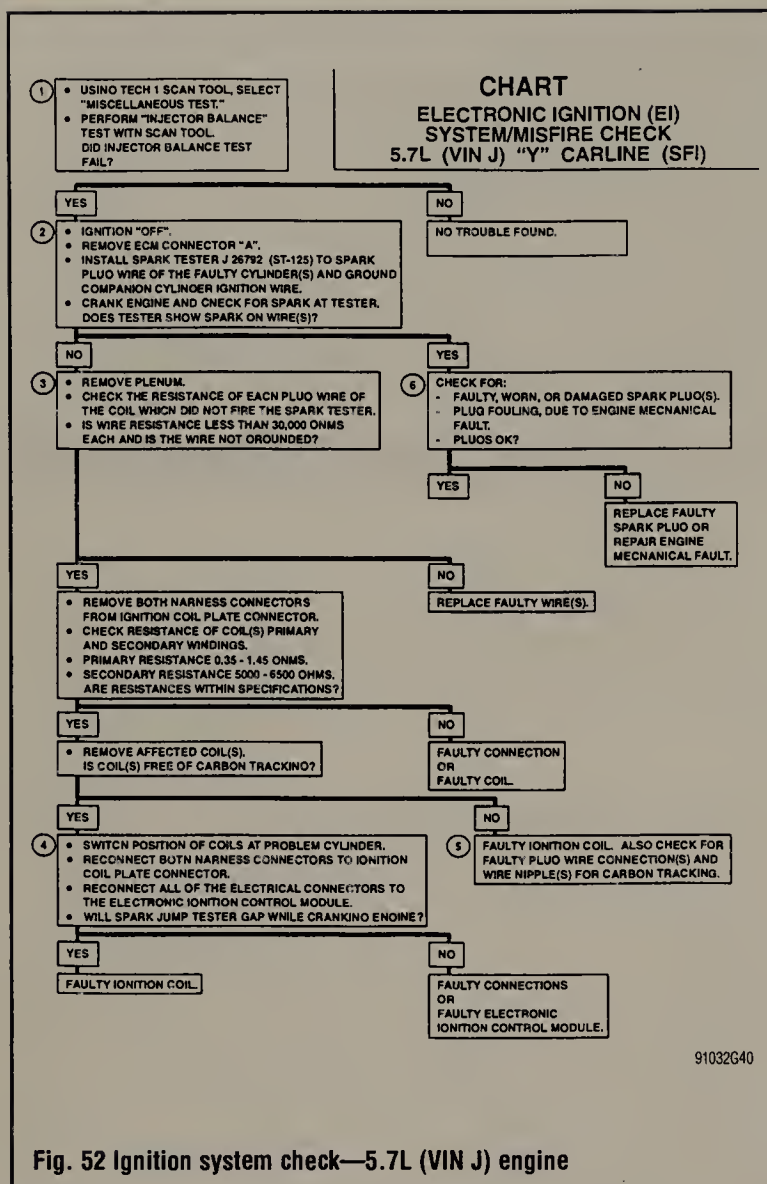 CHART
ELECTRONIC IGNITION (EI)
SYSTEM/MISFIRE CHECK
5.7L (VIN J) “Y” CARLINE (SFI)
1
• USINO TECH 1 SCAN TOOL, SELECT
"MISCELLANEOUS TEST."
• PERFORM "INJECTOR BALANCE"
TEST WITN SCAN TOOL.
DID INJECTOR BALANCE TEST
FAIL?
YES
NO
2
• IGNITION "OFF".
• REMOVE ECM CONNECTOR "A".
• INSTALL SPARK TESTER J 26792 (ST-125) TO SPARK
PLUO WIRE OF THE FAULTY CYLINDER(S) AND GROUND
COMPANION CYLINOER IGNITION WIRE.
• CRANK ENGINE AND CNECK FOR SPARK AT TESTER.
DOES TESTER SHOW SPARK ON WIRE(S)?
NO TROUBLE FOUND.
NO
YES
3
• REMOVE PLENUM.
• CHECK THE RESISTANCE OF EACH PLUO WIRE OF
THE COIL WHICH DID NOT FIRE THE SPARK TESTER.
• IS WIRE RESISTANCE LESS THAN 30,000 ONMS
EACH AND IS THE WIRE NOT OROUNDED?
6
CHECK FOR:
- FAULTY, WORN, OR DAMAGED SPARK PLUO(S).
- PLUG FOULING, DUE TO ENGINE MECNANICAL
FAULT.
- PLUOS OK?
YES
NO
REPLACE FAULTY
SPARK PLUO OR
REPAIR ENGINE
MECNANICAL FAULT.
YES
NO
• REMOVE BOTH NARNESS CONNECTORS
FROM IGNITION COIL PLATE CONNECTOR.
• CHECK RESISTANCE OF COIL(S) PRIMARY
AND SECONDARY WINDINGS.
• PRIMARY RESISTANCE 0.35 - 1.45 ONMS.
• SECONDARY RESISTANCE 5000 - 6500 OHMS.
ARE RESISTANCES WITHIN SPECIFICATIONS?
REPLACE FAULTY WIRE(S).
YES
NO
• REMOVE AFFECTED COIL(S).
IS COIL(S) FREE OF CARBON TRACKINO?
FAULTY CONNECTION
OR
FAULTY COIL.
YES
NO
4
• SWITCN POSITION OF COILS AT PROBLEM CYLINDER.
• RECONNECT BOTH NARNESS CONNECTORS TO IONITION
COIL PLATE CONNECTOR.
• RECONNECT ALL OF THE ELECTRICAL CONNECTORS TO
THE ELECTRONIC IGNITION CONTROL MODULE.
• WILL SPARK JUMP TESTER GAP WHILE CRANKINO ENOINE?
5
FAULTY IGNITION COIL. ALSO CHECK FOR
FAULTY PLUO WIRE CONNECTION(S) AND
WIRE NIPPLE(S) FOR CARBON TRACKING.
YES
NO
FAULTY IONITION COIL.
FAULTY CONNECTIONS
OR
FAULTY ELECTRONIC
IONITION CONTROL MODULE.
91032G40
Fig. 52 Ignition system check—5.7L (VIN J) engine